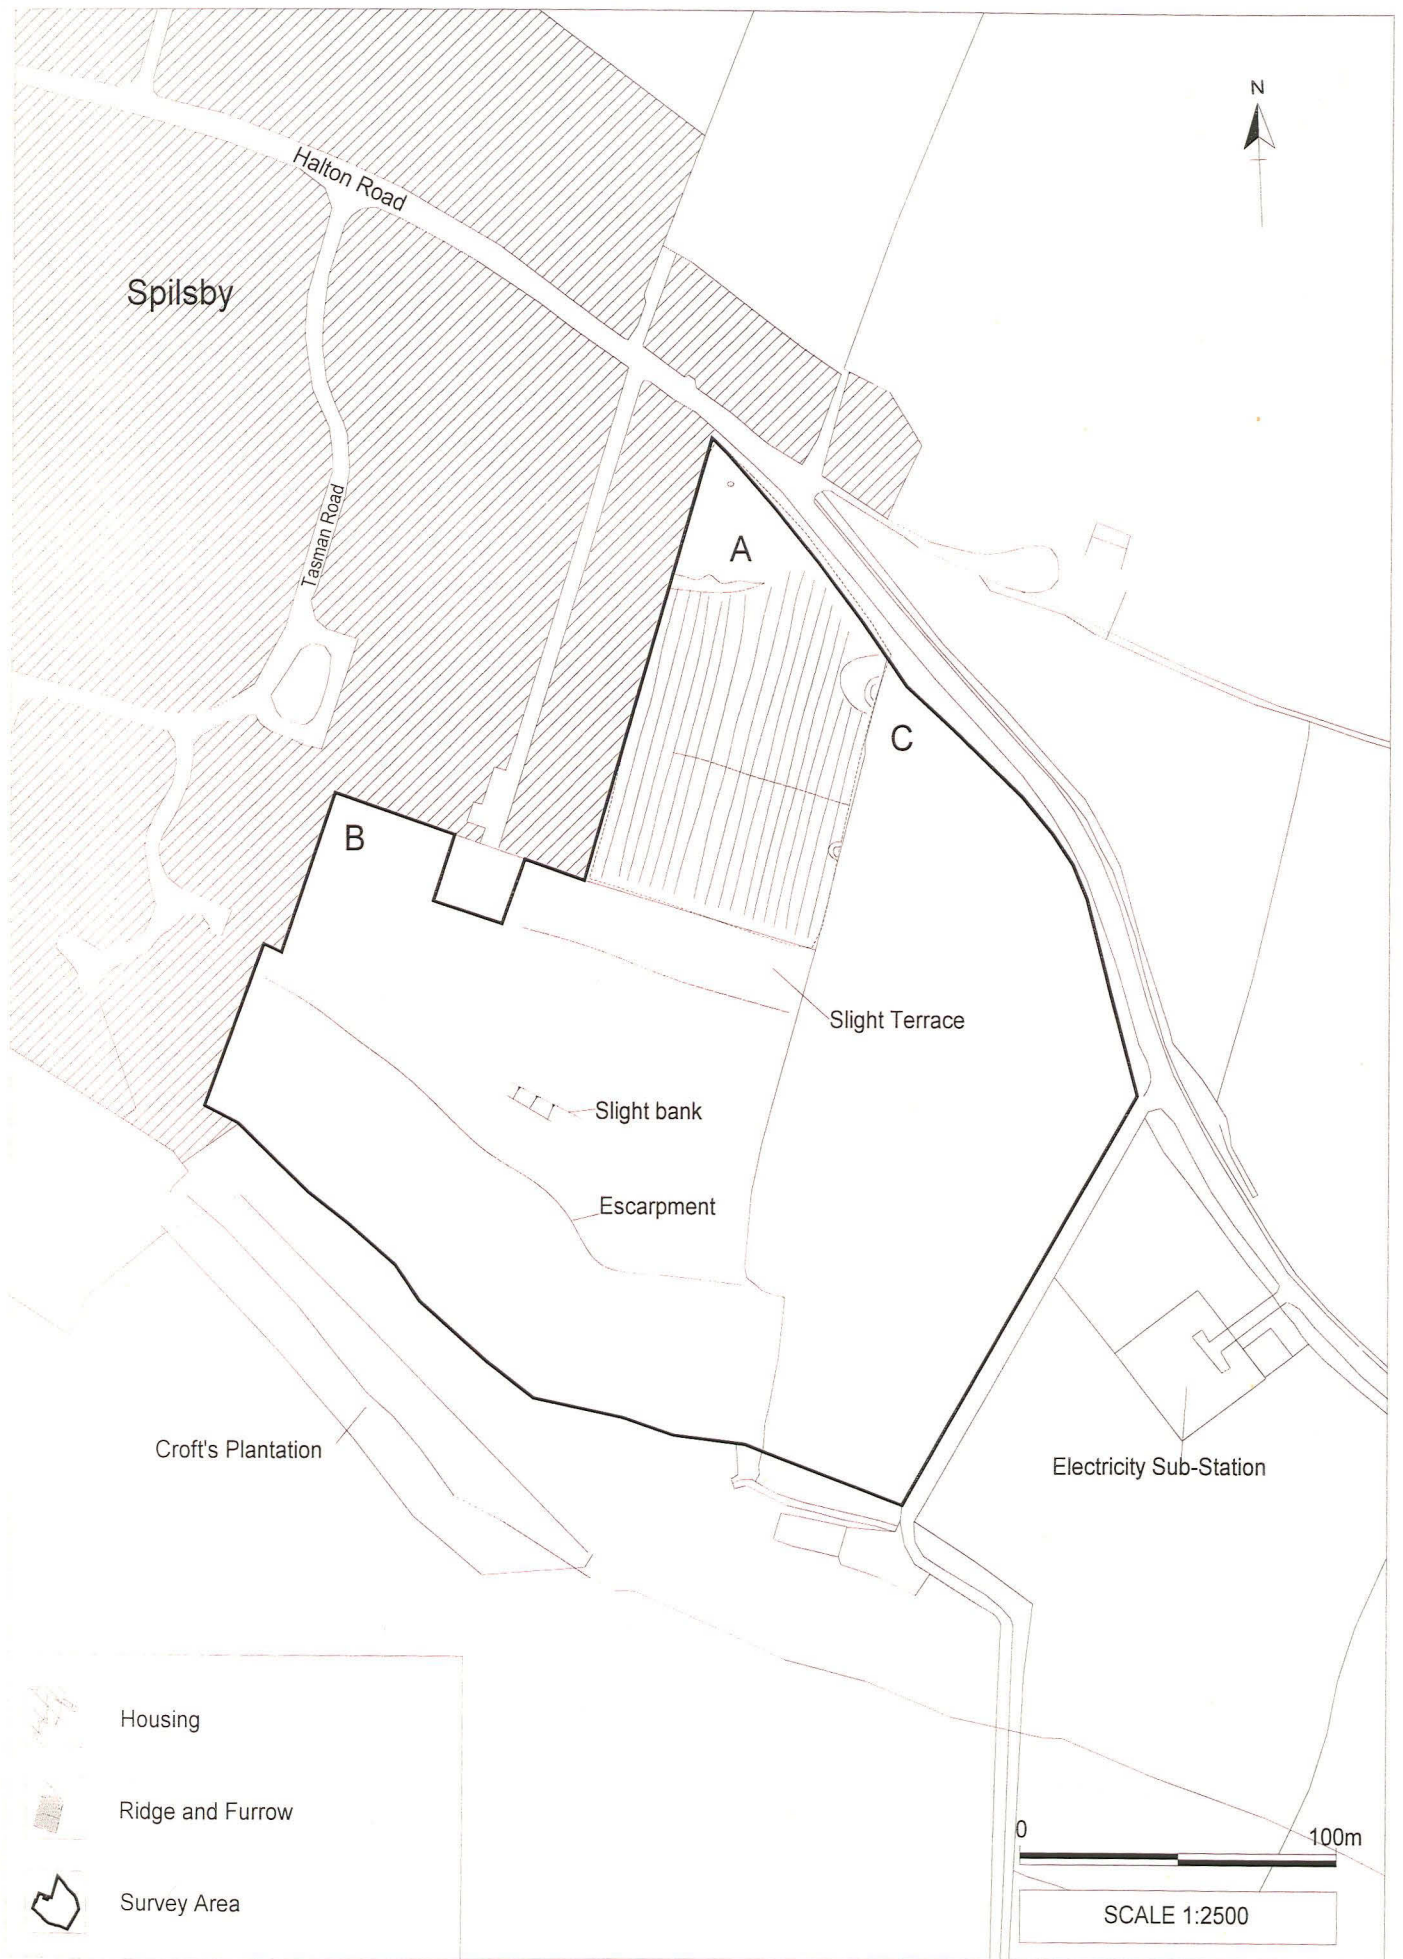 N
Halton Road
Spilsby
Tasman Road
A
C
B
Slight Terrace
Slight bank
Escarpment
Croft's Plantation
Electricity Sub-Station
Housing
Ridge and Furrow
Survey Area
0
100m
SCALE 1:2500